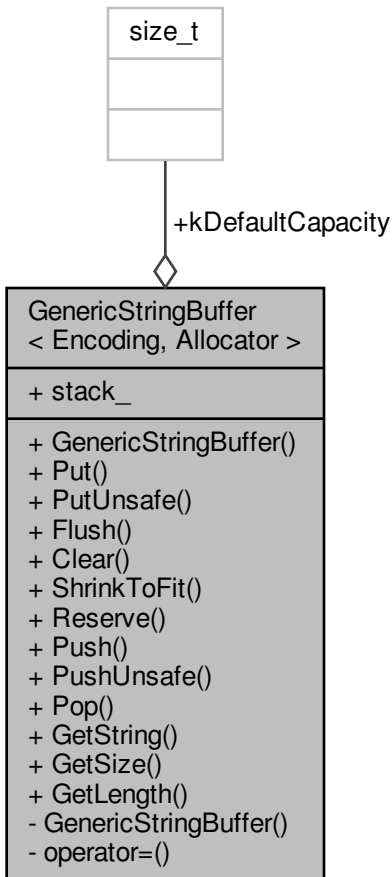 size_t
+kDefaultCapacity
GenericStringBuffer
< Encoding, Allocator >
+ stack_
+ GenericStringBuffer()
+ Put()
+ PutUnsafe()
+ Flush()
+ Clear()
+ ShrinkToFit()
+ Reserve()
+ Push()
+ PushUnsafe()
+ Pop()
+ GetString()
+ GetSize()
+ GetLength()
- GenericStringBuffer()
- operator=()